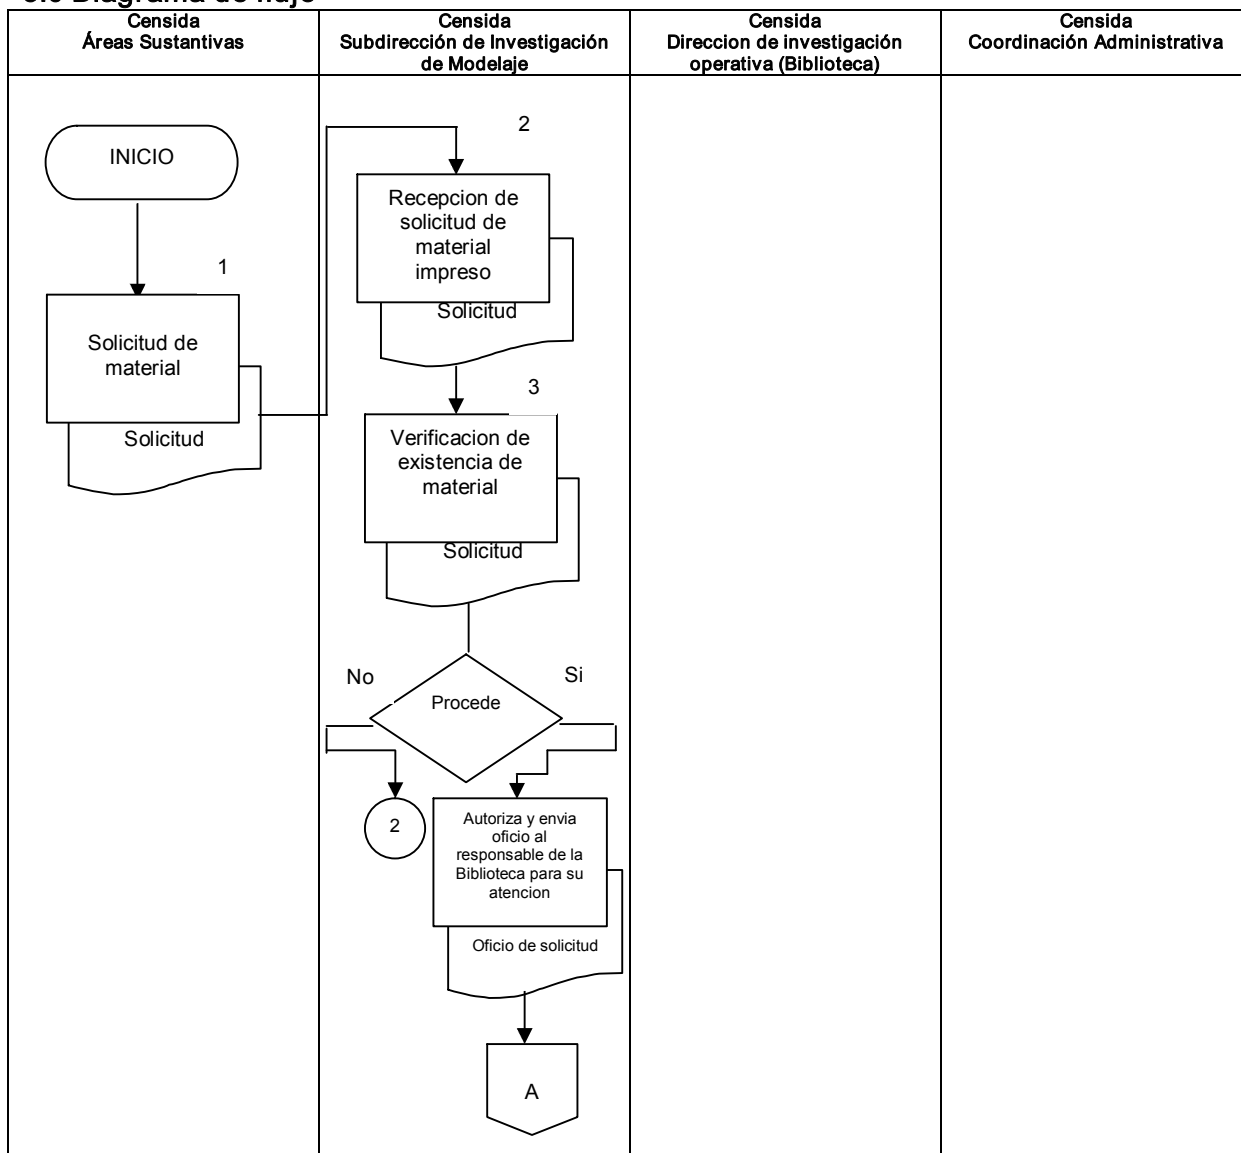 Censida
Áreas Sustantivas
Censida
Subdirección de Investigación
de Modelaje
Censida
Direccion de investigación
operativa (Biblioteca)
Censida
Coordinación Administrativa
INICIO
1
Solicitud de
material
Solicitud
2
Recepcion de
solicitud de
material
impreso
Solicitud
3
Verificacion de
existencia de
material
Solicitud
No
Procede
Si
2
Autoriza y envia
oficio al
responsable de la
Biblioteca para su
atencion
Oficio de solicitud
A